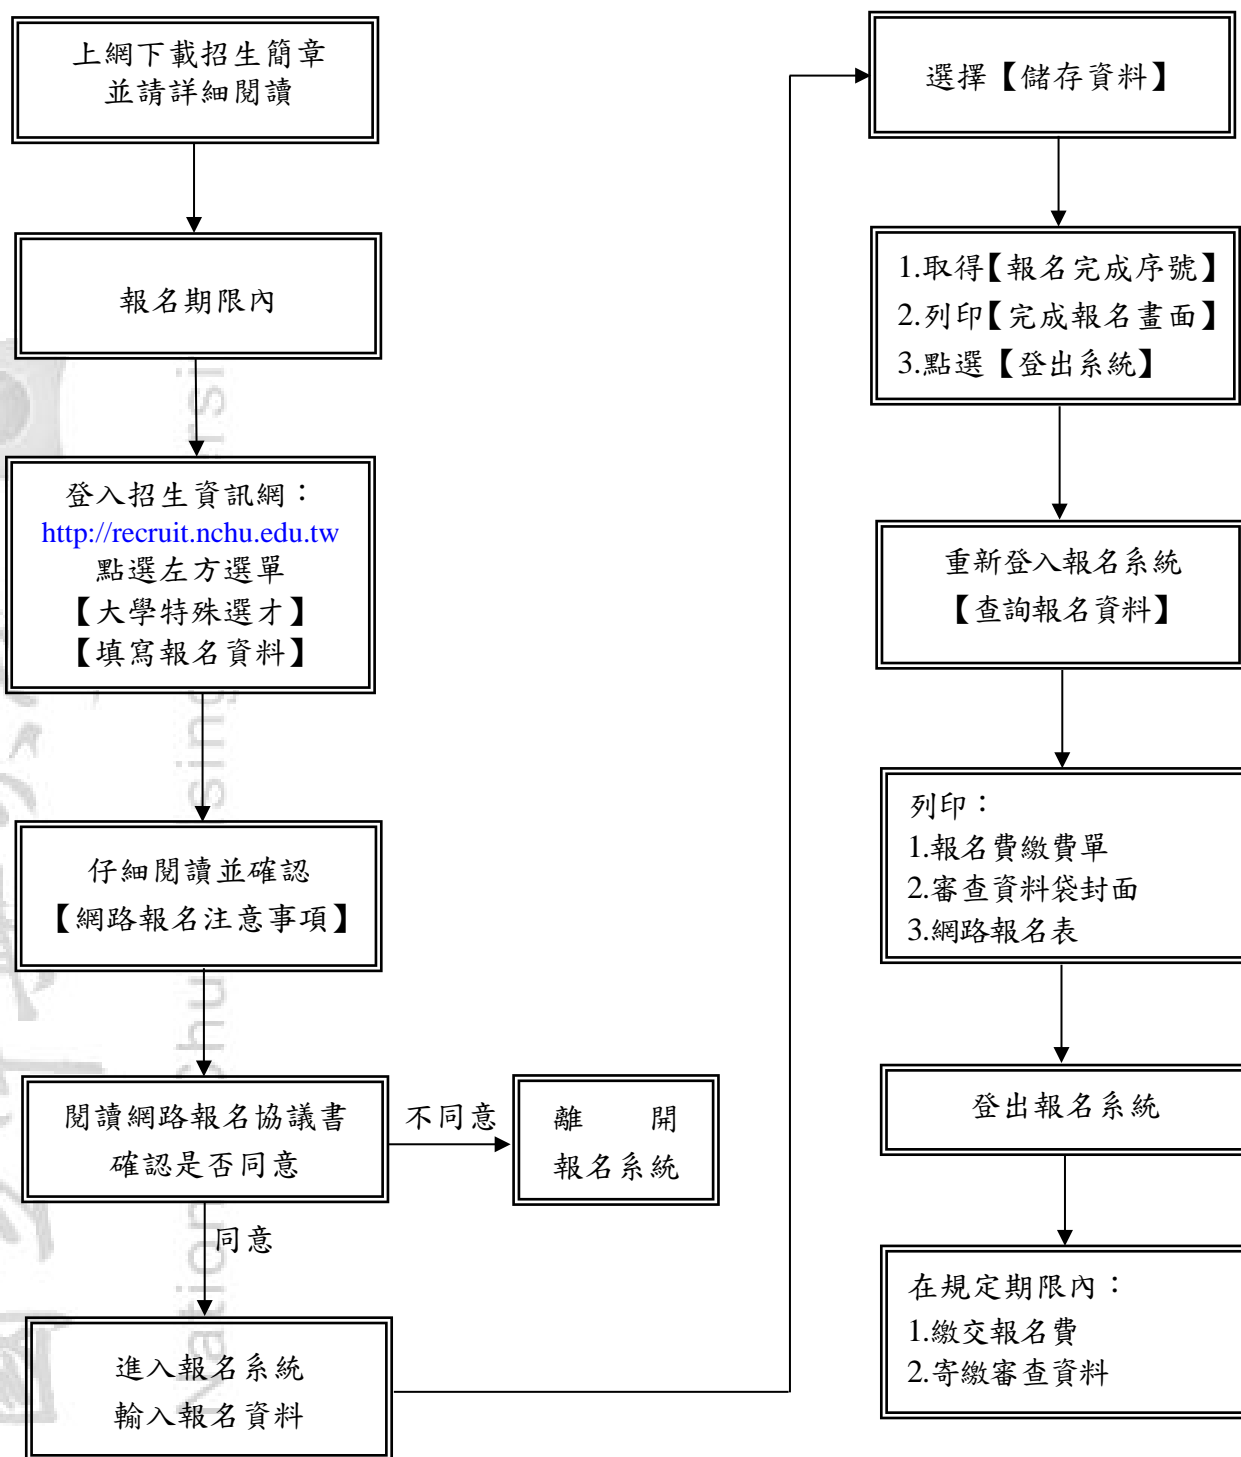 上網下載招生簡章
並請詳細閱讀
報名期限內
登入招生資訊網：
http://recruit.nchu.edu.tw
點選左方選單
【大學特殊選才】
【填寫報名資料】
仔細閱讀並確認
【網路報名注意事項】
閱讀網路報名協議書
確認是否同意
不同意
離　　開
報名系統
同意
進入報名系統
輸入報名資料
選擇【儲存資料】
1.取得【報名完成序號】
2.列印【完成報名畫面】
3.點選【登出系統】
重新登入報名系統
【查詢報名資料】
列印：
1.報名費繳費單
2.審查資料袋封面
3.網路報名表
登出報名系統
在規定期限內：
1.繳交報名費
2.寄繳審查資料